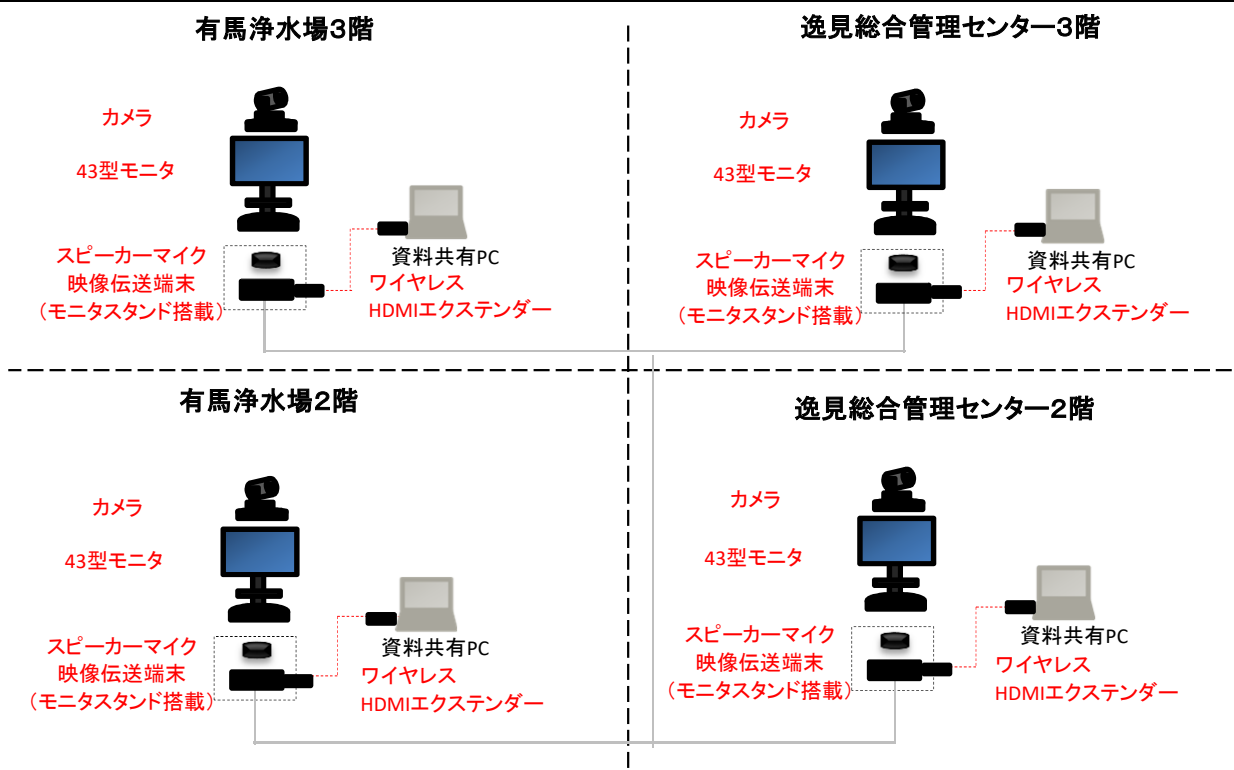 有馬浄水場３階
カメラ
43型モニタ
スピーカーマイク
映像伝送端末
（モニタスタンド搭載）
資料共有PC
ワイヤレス
HDMIエクステンダー
逸見総合管理センター３階
カメラ
43型モニタ
スピーカーマイク
映像伝送端末
（モニタスタンド搭載）
資料共有PC
ワイヤレス
HDMIエクステンダー
有馬浄水場２階
カメラ
43型モニタ
スピーカーマイク
映像伝送端末
（モニタスタンド搭載）
資料共有PC
ワイヤレス
HDMIエクステンダー
逸見総合管理センター２階
カメラ
43型モニタ
スピーカーマイク
映像伝送端末
（モニタスタンド搭載）
資料共有PC
ワイヤレス
HDMIエクステンダー